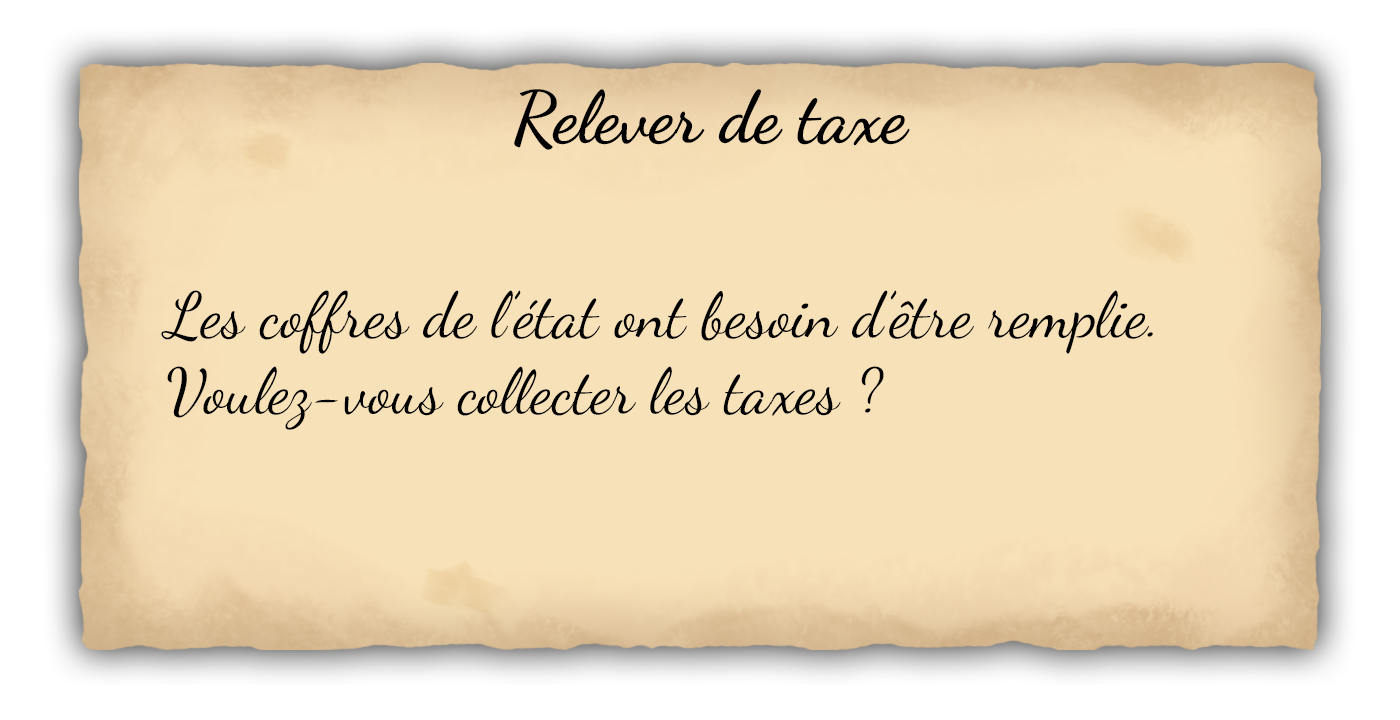 Relever de taxe
Les coffres de l'état ont besoin d'être remplie.
Voulez-vous collecter les taxes ?